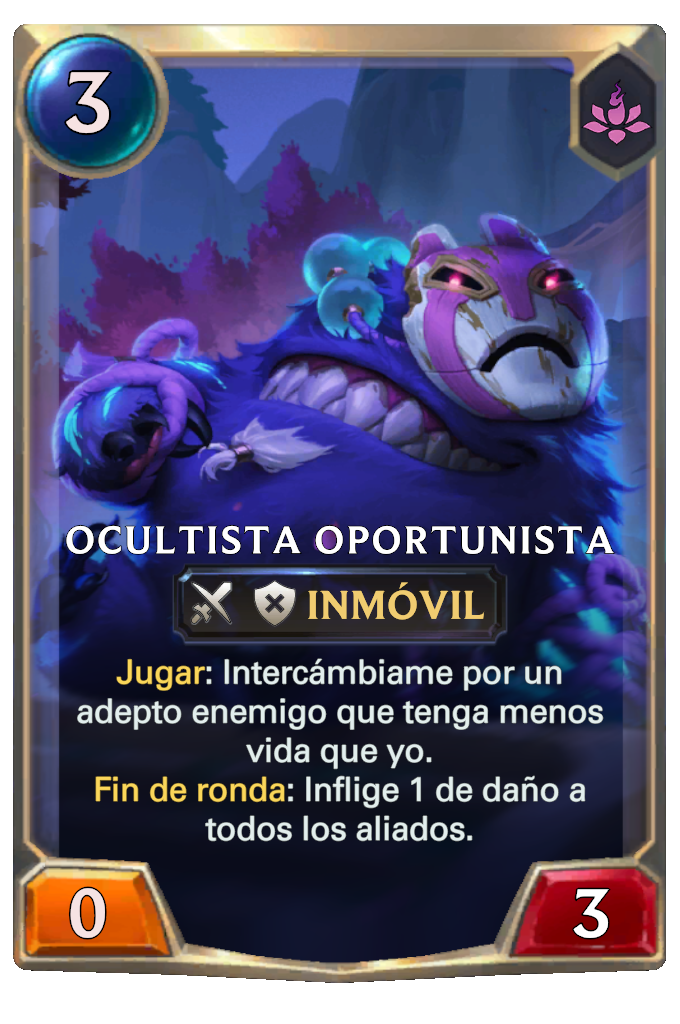 3
OCULTISTA OPORTUNISTA
INMÓVIL
Jugar: Intercámbiame por un
adepto enemigo que tenga menos
vida que yo.
Fin de ronda: Inflige 1 de daño a
todos los aliados.
0
3